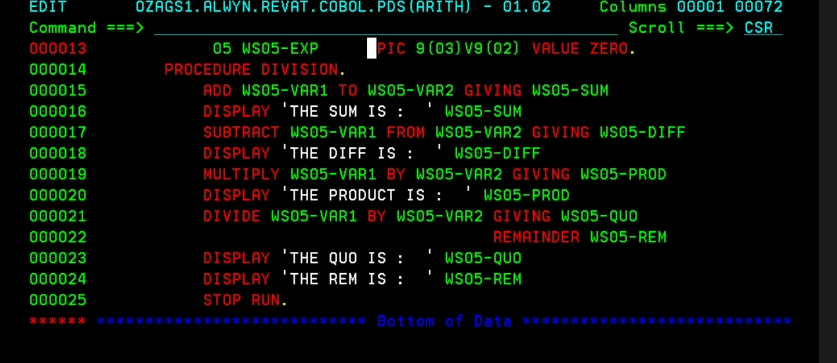 EDIT OZAGS1.ALWYN.REVAT.COBOL.PDS(ARITH) - 01.02 Columns 00001 00072
Command ===> Scroll ===> CSR
000013 05 WS05-EXP PIC 9(03)V9(02) VALUE ZERO.
000014 PROCEDURE DIVISION.
000015 ADD WS05-VAR1 TO WS05-VAR2 GIVING WS05-SUM
000016 DISPLAY 'THE SUM IS :  ' WS05-SUM
000017 SUBTRACT WS05-VAR1 FROM WS05-VAR2 GIVING WS05-DIFF
000018 DISPLAY 'THE DIFF IS :  ' WS05-DIFF
000019 MULTIPLY WS05-VAR1 BY WS05-VAR2 GIVING WS05-PROD
000020 DISPLAY 'THE PRODUCT IS :  ' WS05-PROD
000021 DIVIDE WS05-VAR1 BY WS05-VAR2 GIVING WS05-QUO
000022 REMAINDER WS05-REM
000023 DISPLAY 'THE QUO IS :  ' WS05-QUO
000024 DISPLAY 'THE REM IS :  ' WS05-REM
000025 STOP RUN.
****** **************************** Bottom of Data ****************************